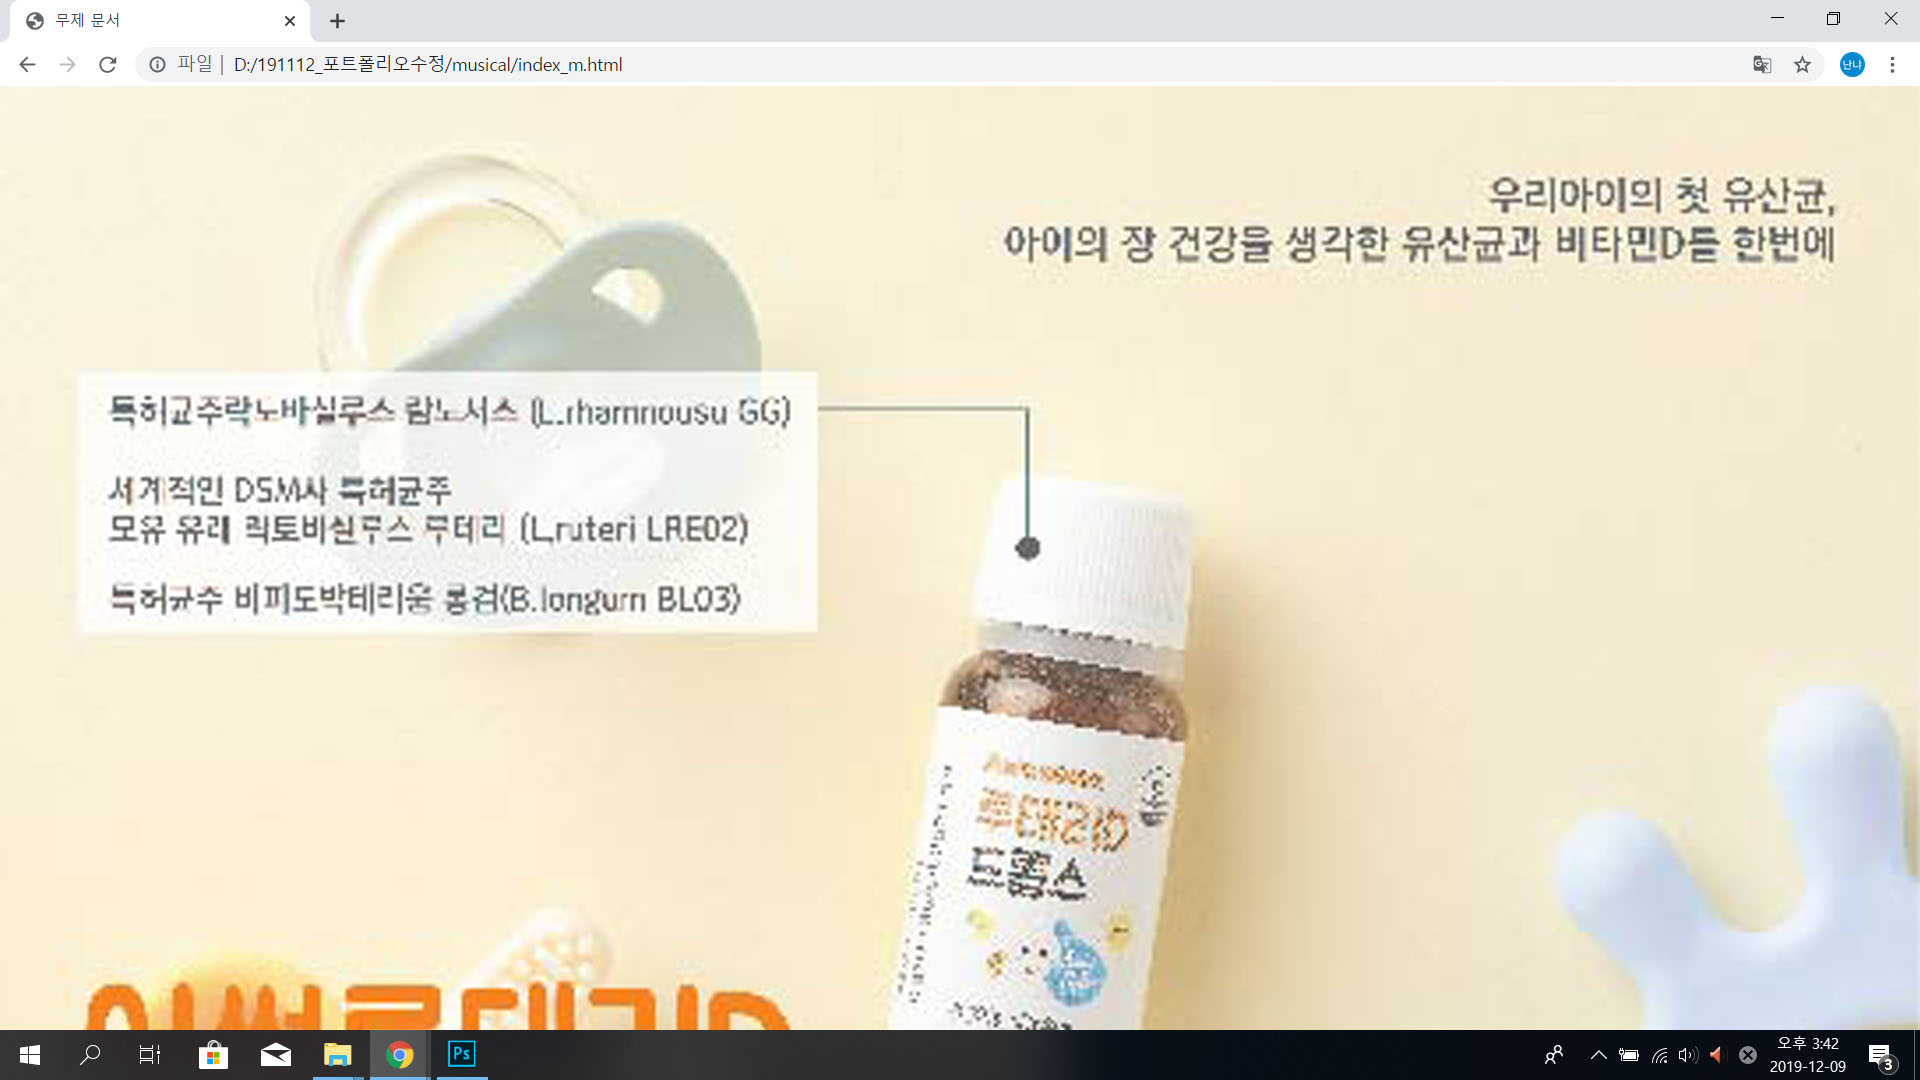 무제 문서
파일 | D:/191112_포트폴리오수정/musical/index_m.html
난나
우리아이의 첫 유산균,
아이의 장 건강을 생각한 유산균과 비타민D를 한번에
특허균주락노바실루스 람노서스 (L.rhamnousu GG)
세계적인 DSM사 특허균주
모유 유래 락토바실루스 루테리 (L.ruteri LRE02)
특허균주 비피도박테리움 롱검(B.longum BL03)
드롭스
Ps
오후 3:42
2019-12-09
3